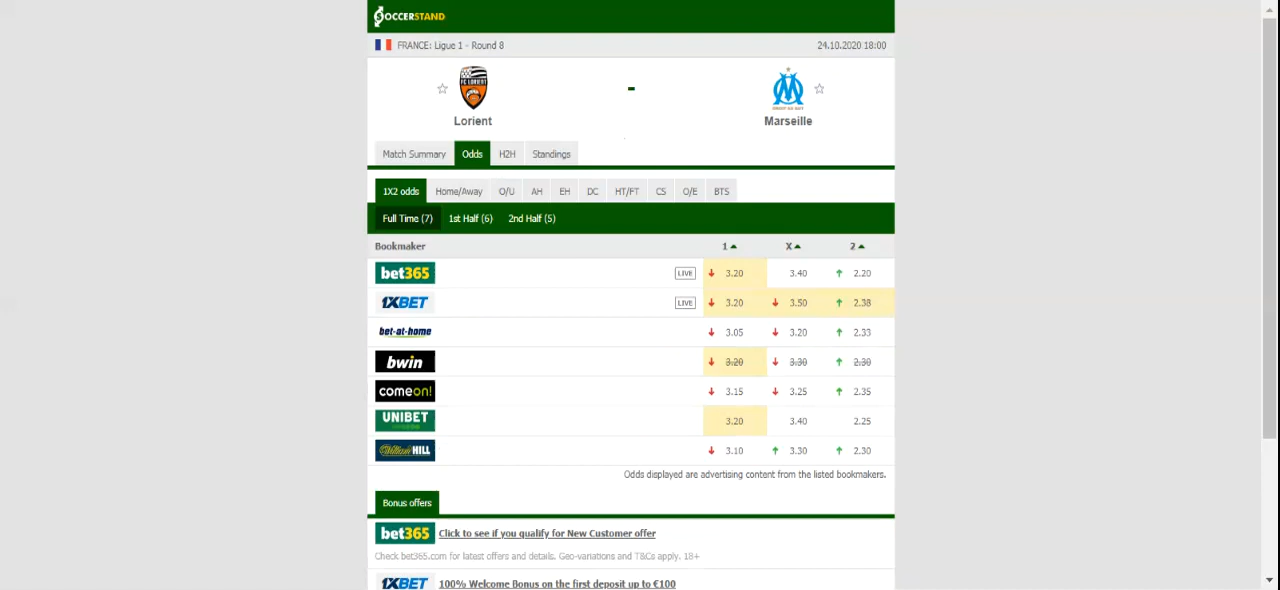 SOCCERSTAND
FRANCE: Ligue 1 - Round 8 24.10.2020 18:00
FC LORIENT
-
Lorient Marseille
Match Summary Odds H2H Standings
1X2 odds Home/Away O/U AH EH DC HT/FT CS O/E BTS
Full Time (7) 1st Half (6) 2nd Half (5)
Bookmaker 1 X 2
bet365 LIVE 3.20 3.40 2.20
1XBET LIVE 3.20 3.50 2.38
bet-at-home 3.05 3.20 2.33
bwin 3.20 3.30 2.30
comeon! 3.15 3.25 2.35
UNIBET 3.20 3.40 2.25
William HILL 3.10 3.30 2.30
Odds displayed are advertising content from the listed bookmakers.
Bonus offers
bet365 Click to see if you qualify for New Customer offer
Check bet365.com for latest offers and details. Geo-variations and T&Cs apply. 18+
1XBET 100% Welcome Bonus on the first deposit up to €100